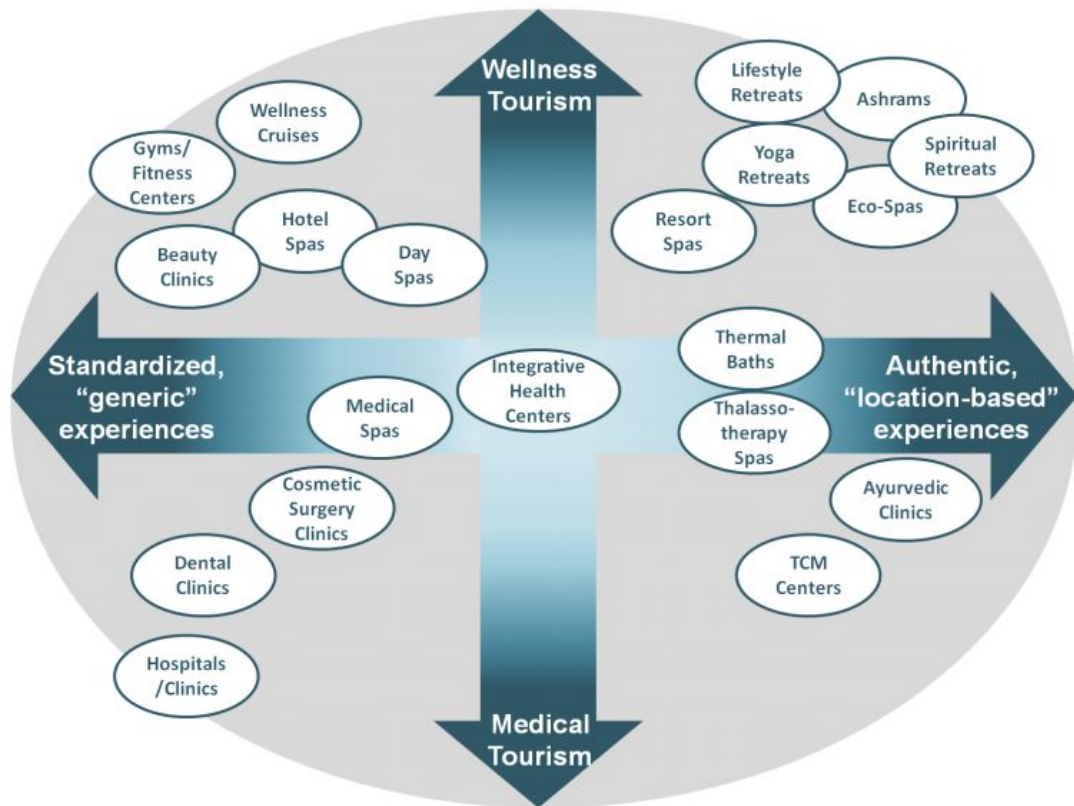 Wellness
Tourism
Lifestyle
Retreats
Ashrams
Wellness
Cruises
Gyms/
Fitness
Centers
Yoga
Retreats
Spiritual
Retreats
Eco-Spas
Hotel
Spas
Resort
Spas
Beauty
Clinics
Day
Spas
Thermal
Baths
Standardized,
“generic”
experiences
Integrative
Health
Centers
Authentic,
“location-based”
experiences
Medical
Spas
Thalasso-
therapy
Spas
Cosmetic
Surgery
Clinics
Ayurvedic
Clinics
Dental
Clinics
TCM
Centers
Hospitals
/Clinics
Medical
Tourism